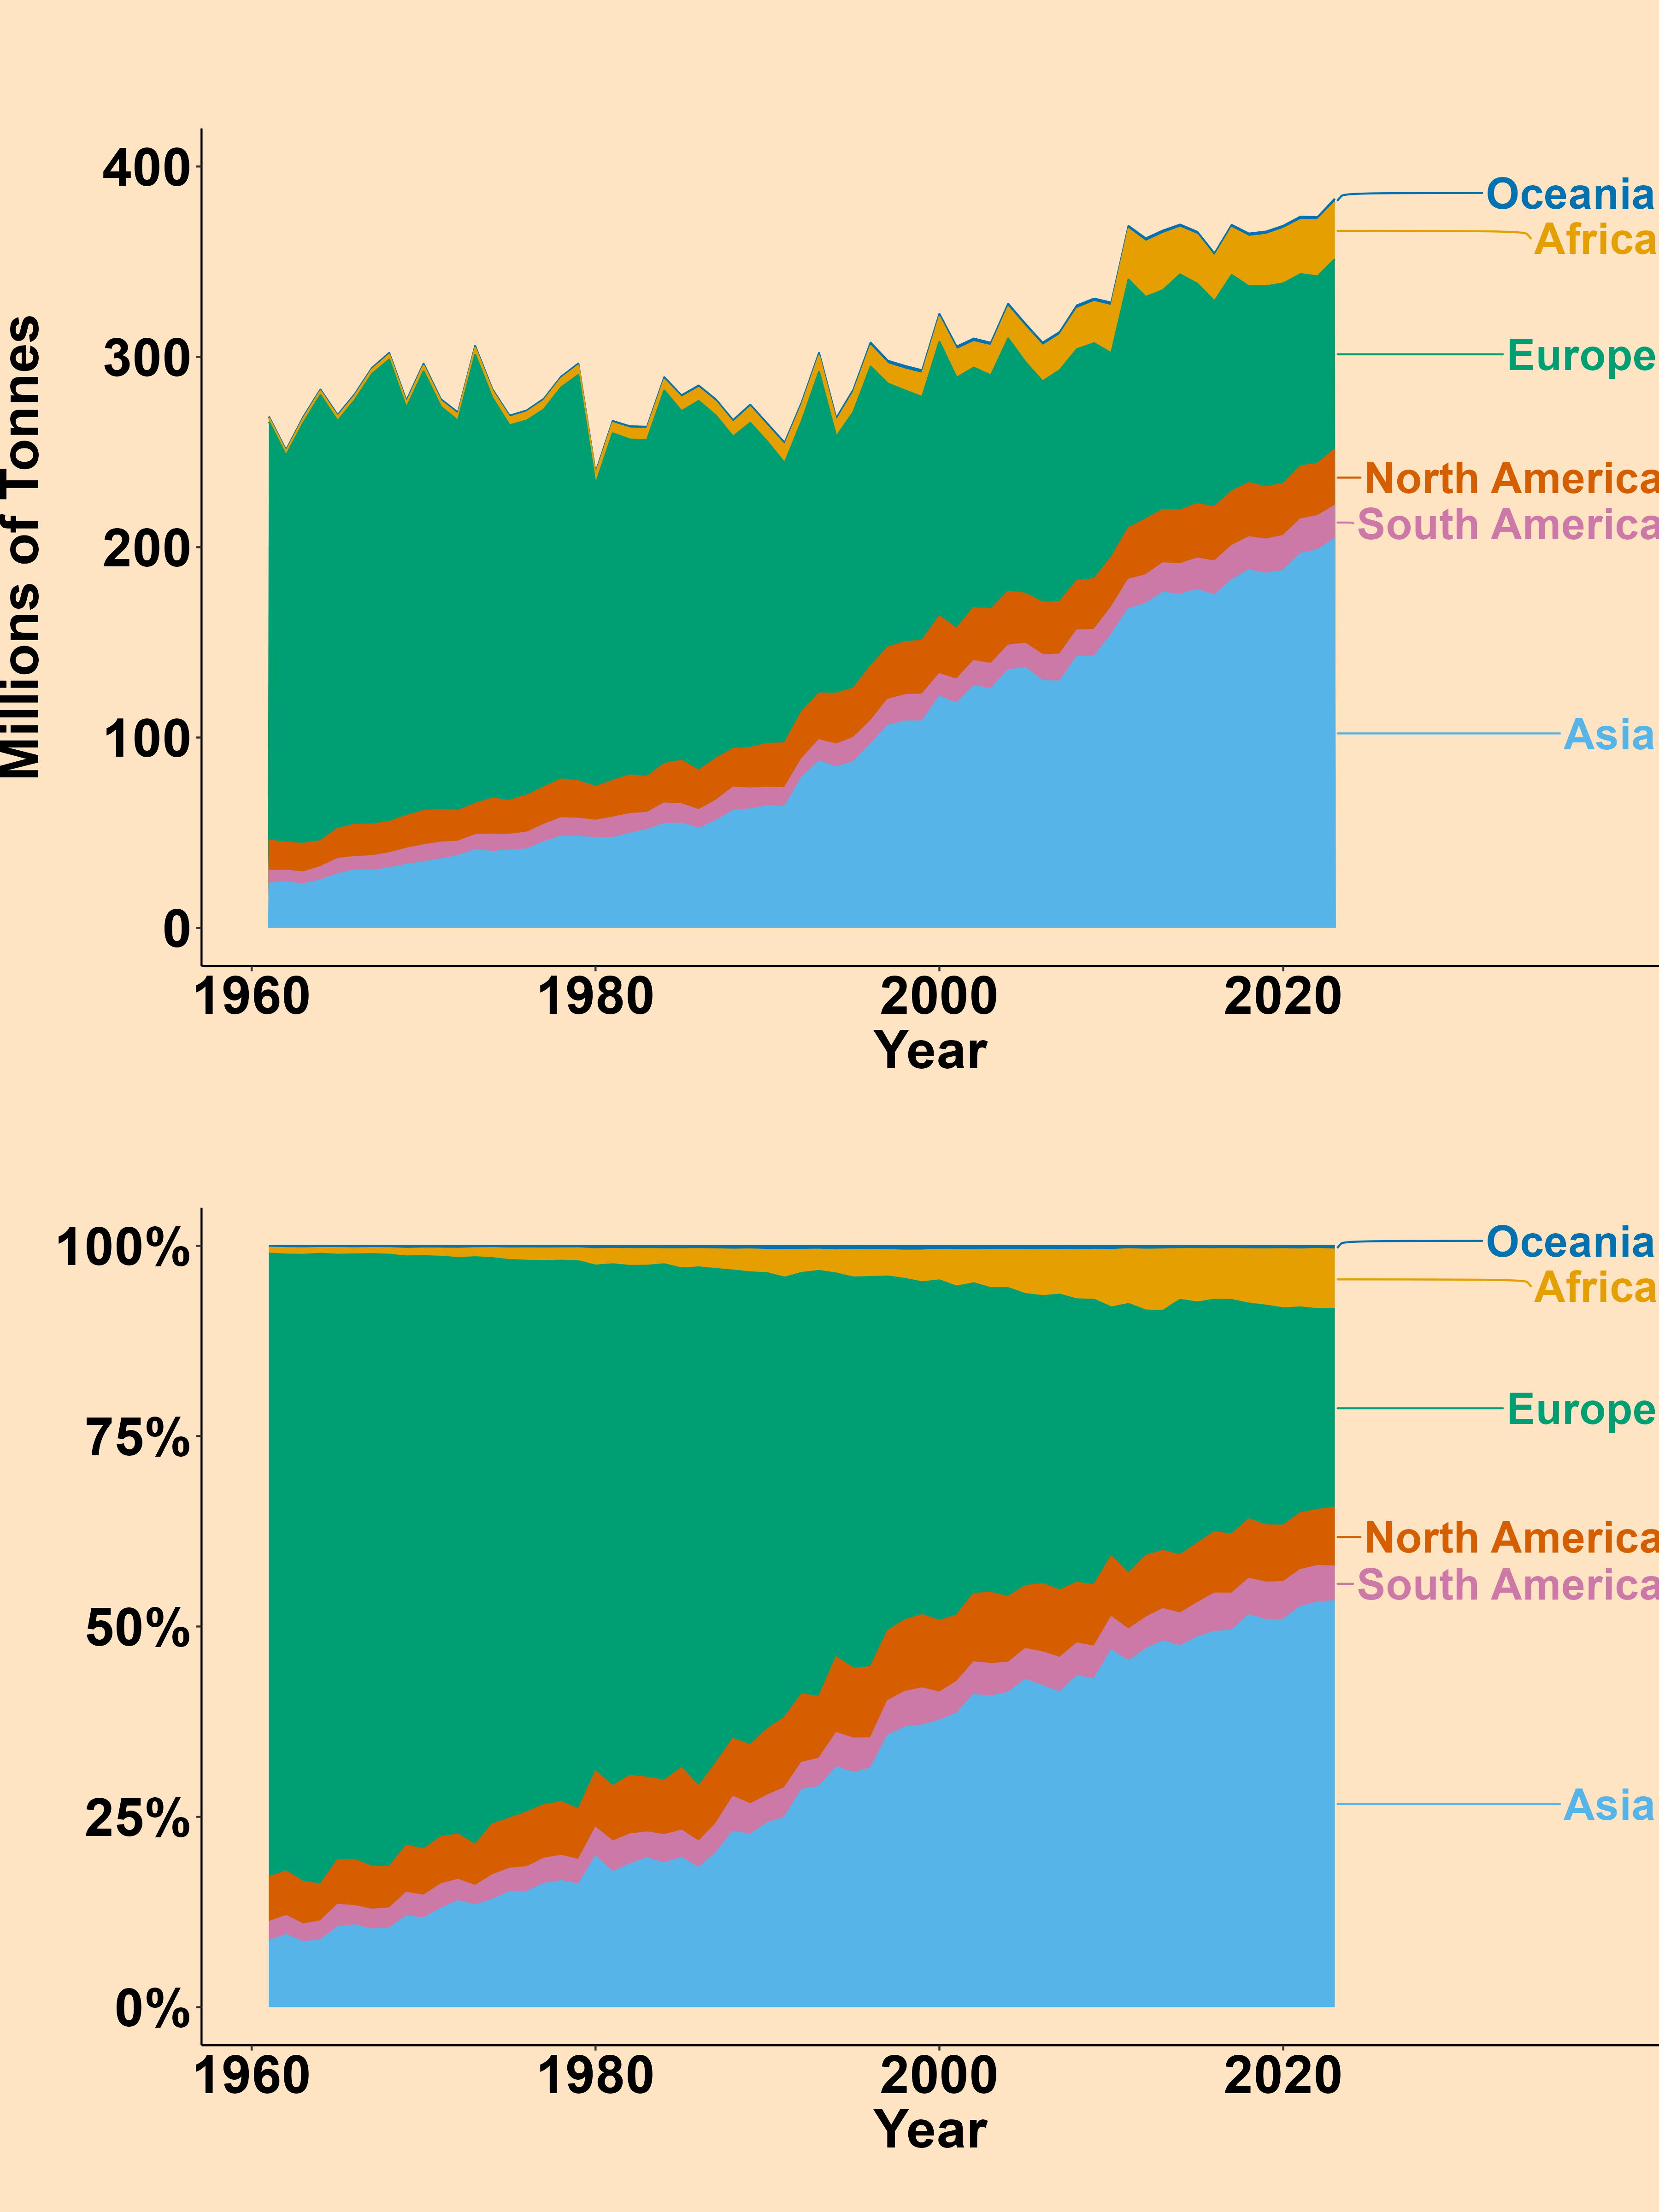 Millions of Tonnes
400
300
200
100
0
Oceania
Africa
Europe
North America
South America
Asia
1960 1980 2000 2020
Year
100%
75%
50%
25%
0%
Oceania
Africa
Europe
North America
South America
Asia
1960 1980 2000 2020
Year